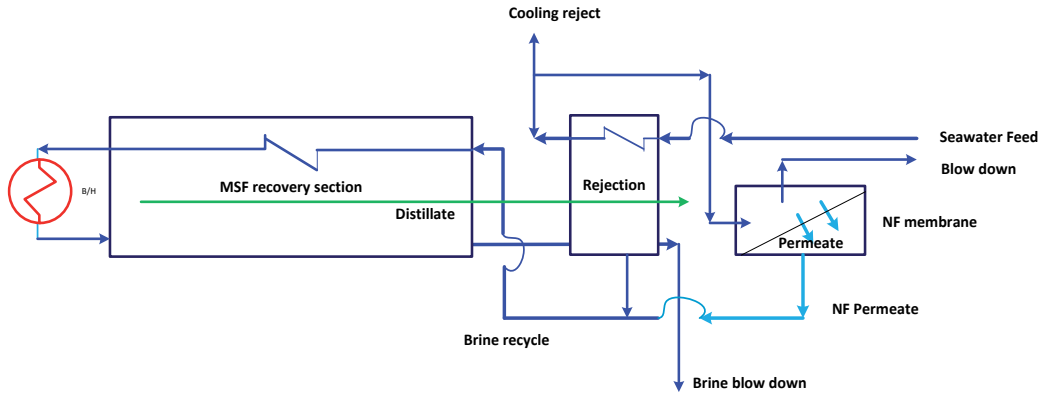 Cooling reject
Seawater Feed
Blow down
B/H
MSF recovery section
Rejection
Distillate
NF membrane
Permeate
NF Permeate
Brine recycle
Brine blow down